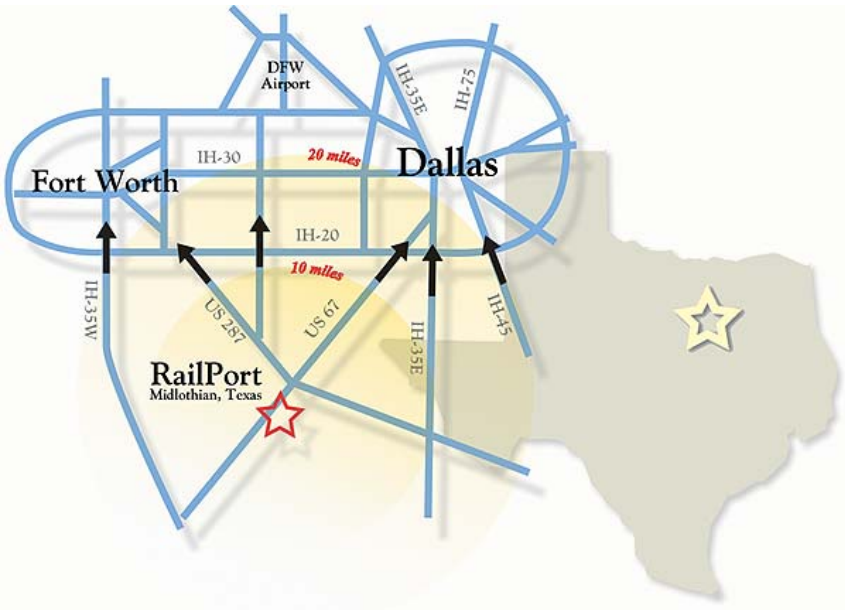 DFW
Airport
IH-35E
IH-75
IH-30
20 miles
Dallas
Fort Worth
IH-20
10 miles
IH-35W
US 287
US 67
IH-35E
IH-45
RailPort
Midlothian, Texas